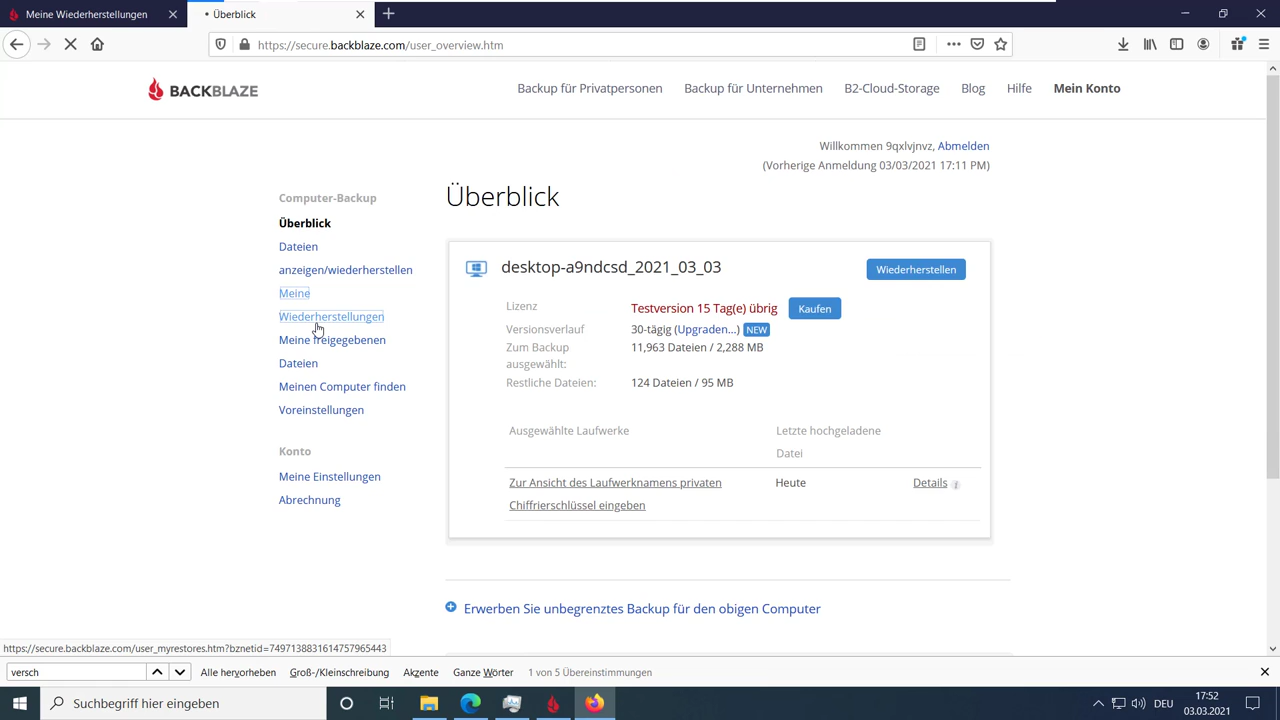 Meine Wiederherstellungen
Überblick
https://secure.backblaze.com/user_overview.htm
BACKBLAZE
Backup für Privatpersonen
Backup für Unternehmen
B2-Cloud-Storage
Blog
Hilfe
Mein Konto
Willkommen 9qxlvjnvz, Abmelden
(Vorherige Anmeldung 03/03/2021 17:11 PM)
Computer-Backup
Überblick
Dateien
anzeigen/wiederherstellen
Meine
Wiederherstellungen
Meine freigegebenen
Dateien
Meinen Computer finden
Voreinstellungen
Konto
Meine Einstellungen
Abrechnung
Überblick
desktop-a9ndcsd_2021_03_03
Wiederherstellen
Lizenz
Testversion 15 Tag(e) übrig
Kaufen
Versionsverlauf
30-tägig (Upgraden...) NEW
Zum Backup
ausgewählt:
11,963 Dateien / 2,288 MB
Restliche Dateien:
124 Dateien / 95 MB
Ausgewählte Laufwerke
Letzte hochgeladene
Datei
Zur Ansicht des Laufwerknamens privaten
Chiffrierschlüssel eingeben
Heute
Details i
Erwerben Sie unbegrenztes Backup für den obigen Computer
https://secure.backblaze.com/user_myrestores.htm?bznetid=7497138831614757965443
versch
Alle hervorheben
Groß-/Kleinschreibung
Akzente
Ganze Wörter
1 von 5 Übereinstimmungen
Suchbegriff hier eingeben
DEU
17:52
03.03.2021